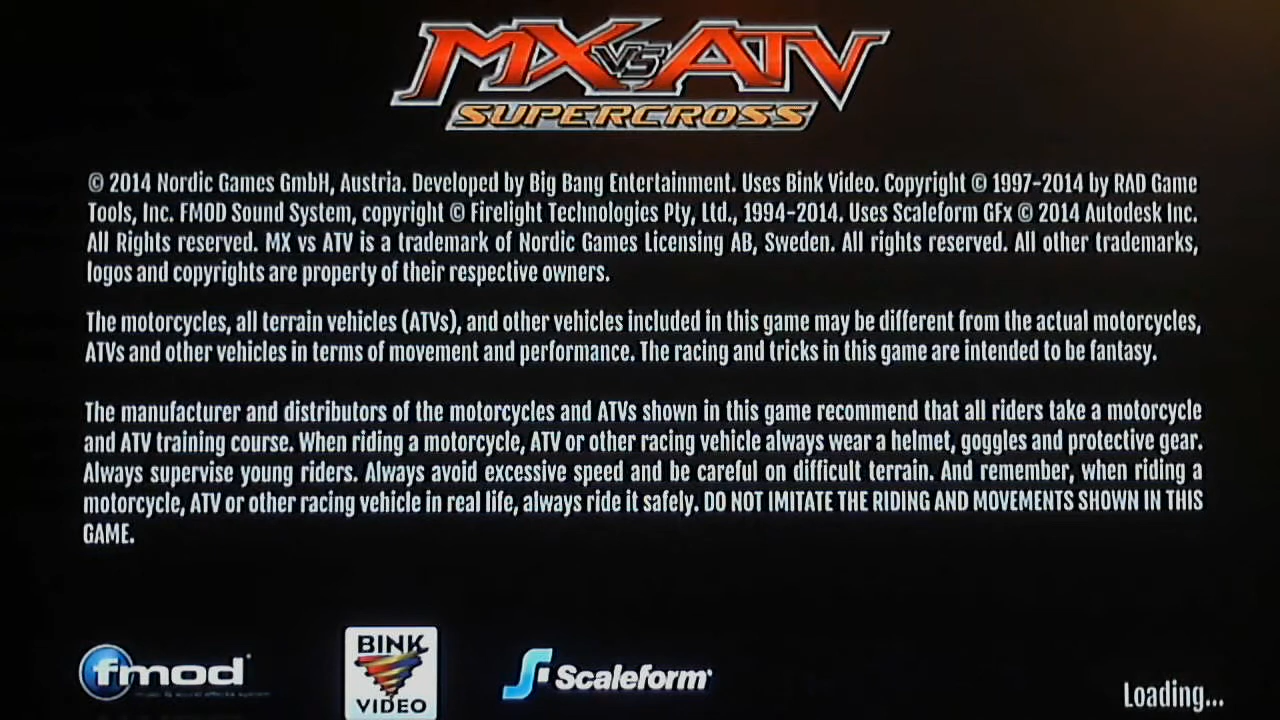 MX VS ATV
SUPERCROSS
© 2014 Nordic Games GmbH, Austria. Developed by Big Bang Entertainment. Uses Bink Video. Copyright © 1997-2014 by RAD Game
Tools, Inc. FMOD Sound System, copyright © Firelight Technologies Pty, Ltd., 1994-2014. Uses Scaleform GFx © 2014 Autodesk Inc.
All Rights reserved. MX vs ATV is a trademark of Nordic Games Licensing AB, Sweden. All rights reserved. All other trademarks,
logos and copyrights are property of their respective owners.
The motorcycles, all terrain vehicles (ATVs), and other vehicles included in this game may be different from the actual motorcycles,
ATVs and other vehicles in terms of movement and performance. The racing and tricks in this game are intended to be fantasy.
The manufacturer and distributors of the motorcycles and ATVs shown in this game recommend that all riders take a motorcycle
and ATV training course. When riding a motorcycle, ATV or other racing vehicle always wear a helmet, goggles and protective gear.
Always supervise young riders. Always avoid excessive speed and be careful on difficult terrain. And remember, when riding a
motorcycle, ATV or other racing vehicle in real life, always ride it safely. DO NOT IMITATE THE RIDING AND MOVEMENTS SHOWN IN THIS
GAME.
fmod
BINK
VIDEO
Scaleform
Loading...